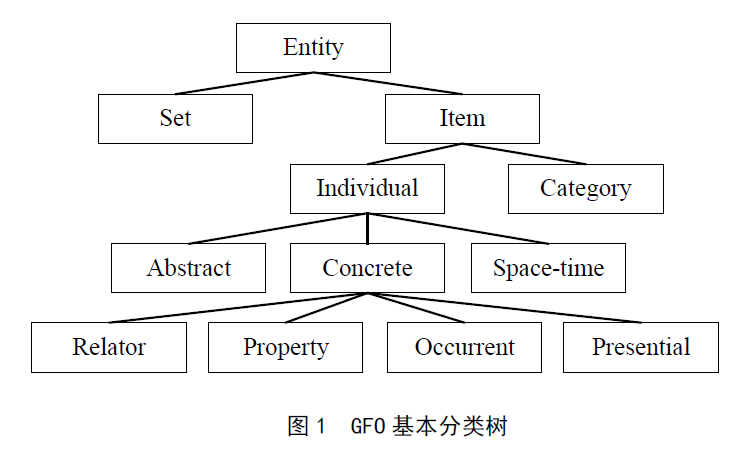 Entity
Set Item
Individual Category
Abstract Concrete Space-time
Relator Property Occurrent Presential
图 1 GFO 基本分类树